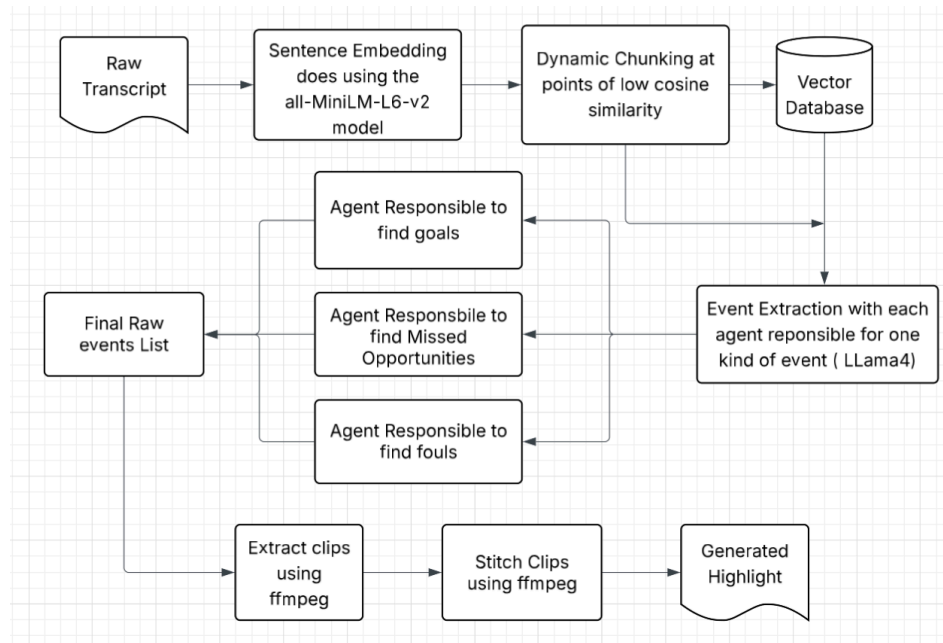 Raw
Transcript
Sentence Embedding
does using the
all-MiniLM-L6-v2
model
Dynamic Chunking at
points of low cosine
similarity
Vector
Database
Agent Responsible to
find goals
Event Extraction with each
agent reponsible for one
kind of event ( LLama4)
Final Raw
events List
Agent Responsbile to
find Missed
Opportunities
Agent Responsible to
find fouls
Extract clips
using
ffmpeg
Stitch Clips
using ffmpeg
Generated
Highlight